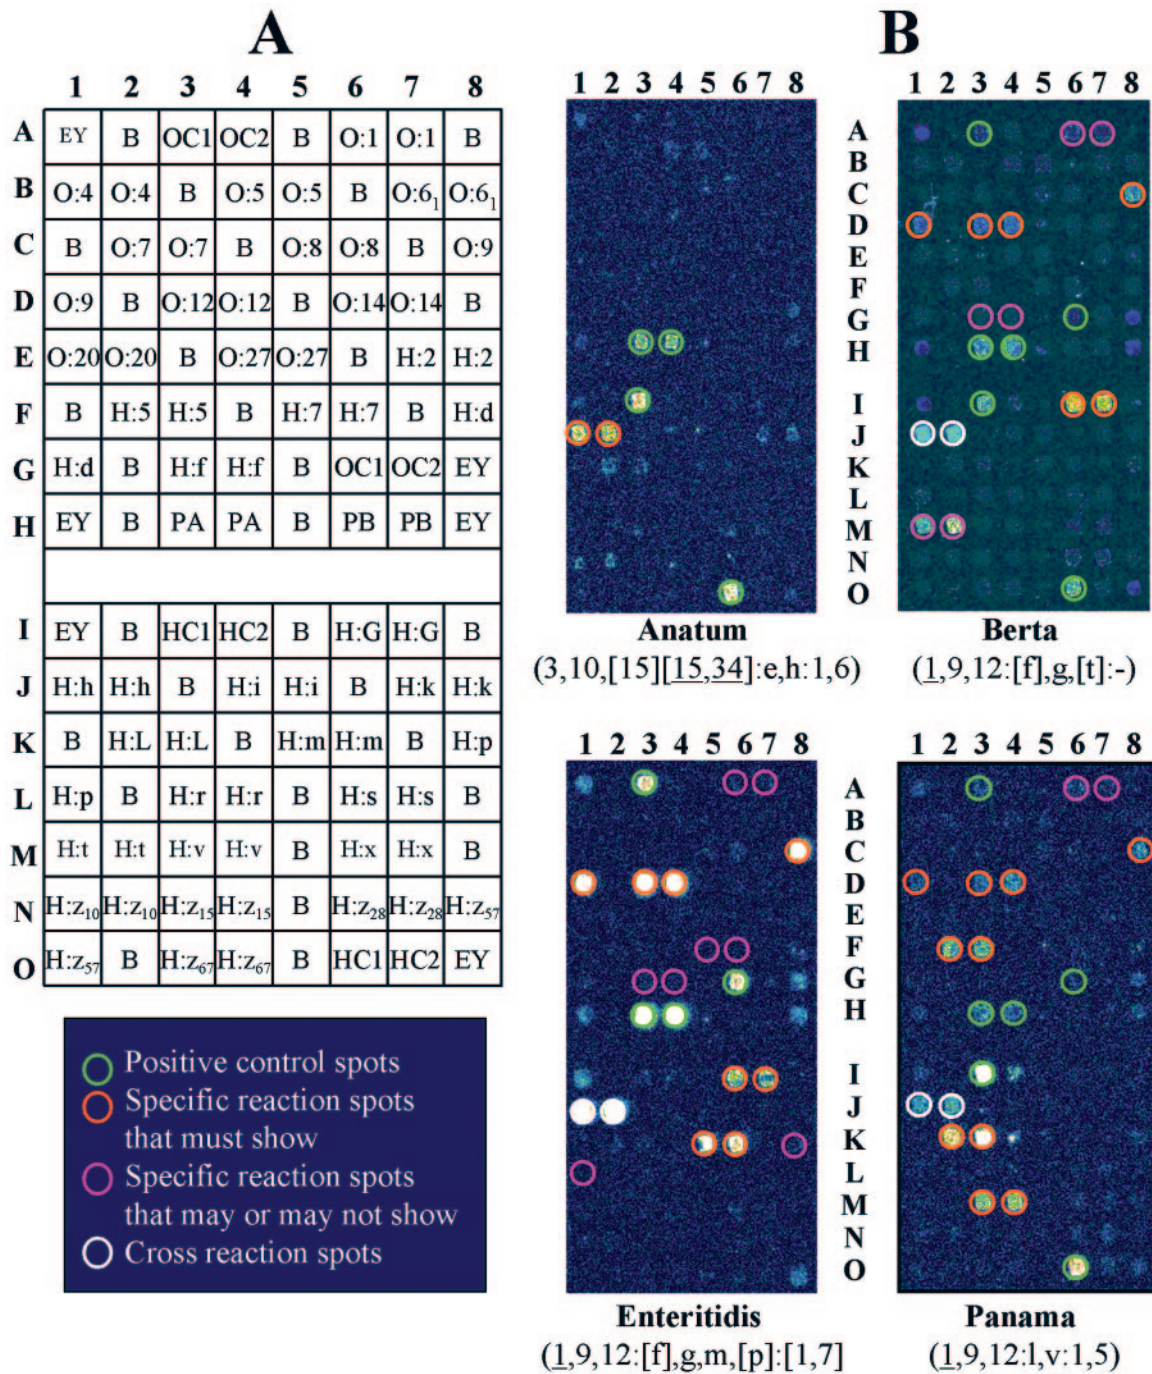 A
1 2 3 4 5 6 7 8
A EY B OC1 OC2 B O:1 O:1 B
B O:4 O:4 B O:5 O:5 B O:6₁ O:6₁
C B O:7 O:7 B O:8 O:8 B O:9
D O:9 B O:12 O:12 B O:14 O:14 B
E O:20 O:20 B O:27 O:27 B H:2 H:2
F B H:5 H:5 B H:7 H:7 B H:d
G H:d B H:f H:f B OC1 OC2 EY
H EY B PA PA B PB PB EY
I EY B HC1 HC2 B H:G H:G B
J H:h H:h B H:i H:i B H:k H:k
K B H:L H:L B H:m H:m B H:p
L H:p B H:r H:r B H:s H:s B
M H:t H:t H:v H:v B H:x H:x B
N H:z₁₀ H:z₁₀ H:z₁₅ H:z₁₅ B H:z₂₈ H:z₂₈ H:z₅₇
O H:z₅₇ B H:z₆₇ H:z₆₇ B HC1 HC2 EY
Positive control spots
Specific reaction spots
that must show
Specific reaction spots
that may or may not show
Cross reaction spots
B
1 2 3 4 5 6 7 8
1 2 3 4 5 6 7 8
A
B
C
D
E
F
G
H
I
J
K
L
M
N
O
Anatum
(3,10,[15][15,34]:e,h:1,6)
Berta
(1,9,12:[f],g,[t]:-)
1 2 3 4 5 6 7 8
1 2 3 4 5 6 7 8
A
B
C
D
E
F
G
H
I
J
K
L
M
N
O
Enteritidis
(1,9,12:[f],g,m,[p]:[1,7]
Panama
(1,9,12:l,v:1,5)